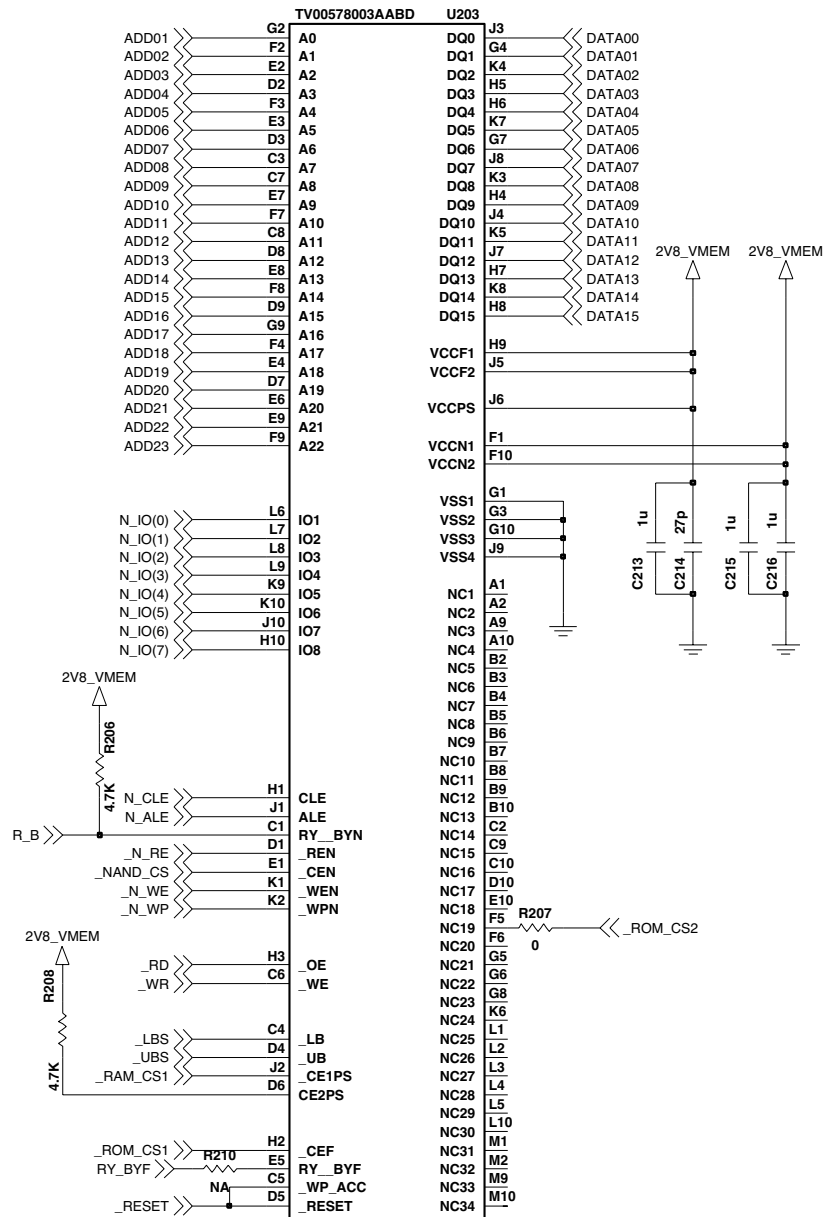 TV00578003AABD U203
ADD01 G2 A0
ADD02 F2 A1
ADD03 E2 A2
ADD04 D2 A3
ADD05 F3 A4
ADD06 E3 A5
ADD07 D3 A6
ADD08 C3 A7
ADD09 C7 A8
ADD10 E7 A9
ADD11 F7 A10
ADD12 C8 A11
ADD13 D8 A12
ADD14 E8 A13
ADD15 F8 A14
ADD16 D9 A15
ADD17 G9 A16
ADD18 F4 A17
ADD19 E4 A18
ADD20 D7 A19
ADD21 E6 A20
ADD22 E9 A21
ADD23 F9 A22
N_IO(0) L6 IO1
N_IO(1) L7 IO2
N_IO(2) L8 IO3
N_IO(3) L9 IO4
N_IO(4) K9 IO5
N_IO(5) K10 IO6
N_IO(6) J10 IO7
N_IO(7) H10 IO8
2V8_VMEM
R206
4.7K
N_CLE H1 CLE
N_ALE J1 ALE
R_B C1 RY__BYN
_N_RE D1 _REN
_NAND_CS E1 _CEN
_N_WE K1 _WEN
_N_WP K2 _WPN
2V8_VMEM
R208
4.7K
_RD H3 _OE
_WR C6 _WE
_LBS C4 _LB
_UBS D4 _UB
_RAM_CS1 J2 _CE1PS
D6 CE2PS
_ROM_CS1 H2 _CEF
RY_BYF R210 E5 RY__BYF
NA C5 _WP_ACC
_RESET D5 _RESET
DQ0 J3 DATA00
DQ1 G4 DATA01
DQ2 K4 DATA02
DQ3 H5 DATA03
DQ4 H6 DATA04
DQ5 K7 DATA05
DQ6 G7 DATA06
DQ7 J8 DATA07
DQ8 K3 DATA08
DQ9 H4 DATA09
DQ10 J4 DATA10
DQ11 K5 DATA11
DQ12 J7 DATA12
DQ13 H7 DATA13
DQ14 K8 DATA14
DQ15 H8 DATA15
2V8_VMEM 2V8_VMEM
VCCF1 H9
VCCF2 J5
VCCPS J6
VCCN1 F1
VCCN2 F10
VSS1 G1
VSS2 G3
VSS3 G10
VSS4 J9
1u 27p 1u 1u
C213 C214 C215 C216
NC1 A1
NC2 A2
NC3 A9
NC4 A10
NC5 B2
NC6 B3
NC7 B4
NC8 B5
NC9 B6
NC10 B7
NC11 B8
NC12 B9
NC13 B10
NC14 C2
NC15 C9
NC16 C10
NC17 D10
NC18 E10
NC19 F5 R207 _ROM_CS2
0
NC20 F6
NC21 G5
NC22 G6
NC23 G8
NC24 K6
NC25 L1
NC26 L2
NC27 L3
NC28 L4
NC29 L5
NC30 L10
NC31 M1
NC32 M2
NC33 M9
NC34 M10